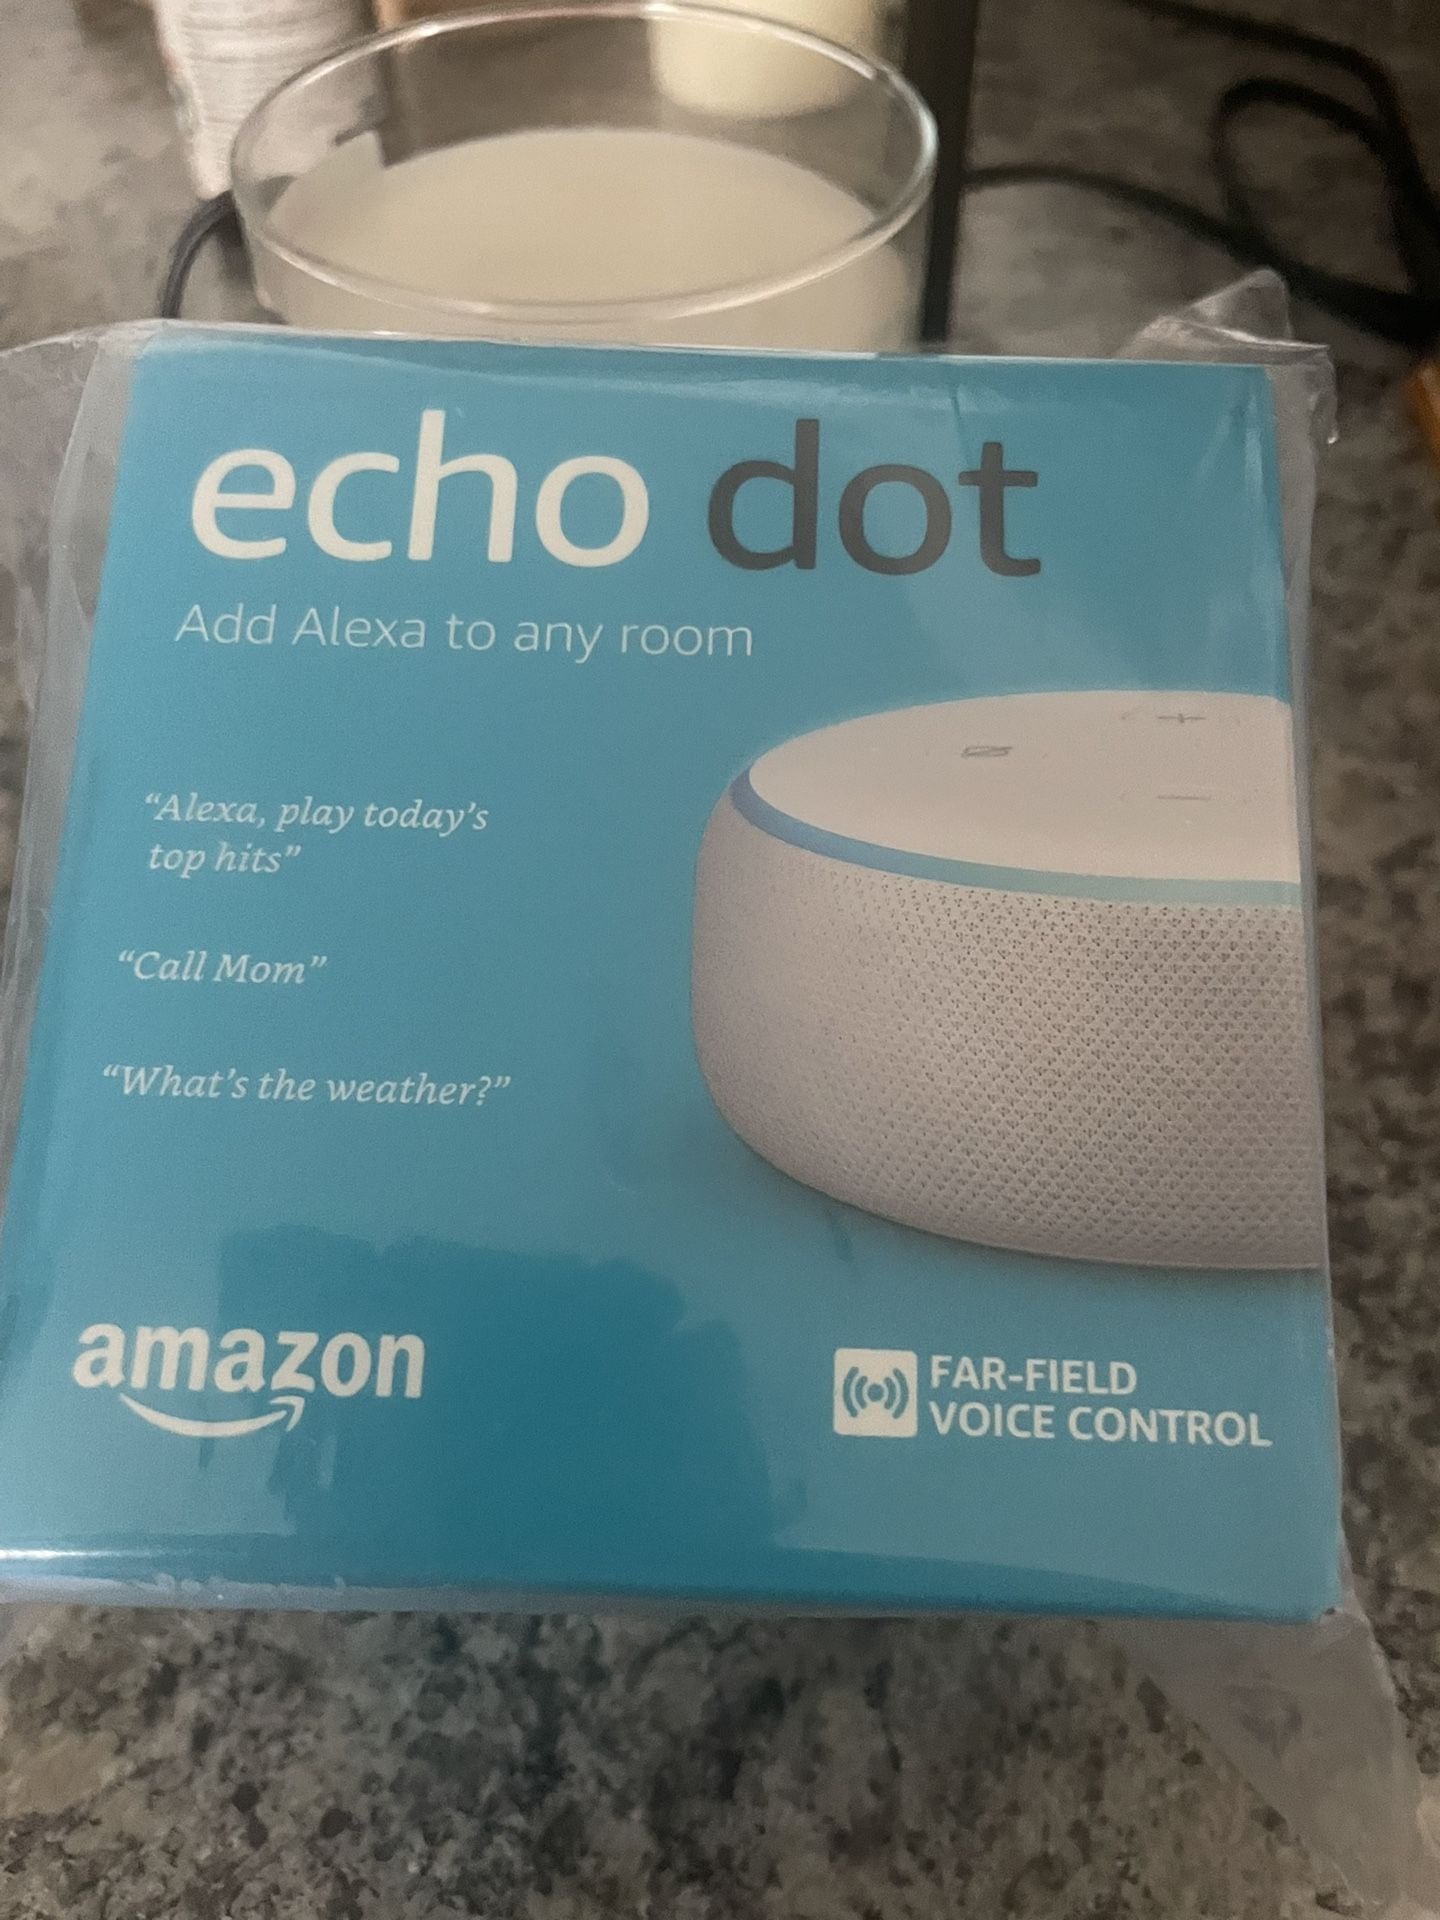 echo dot
Add Alexa to any room
“Alexa, play today’s
top hits”
“Call Mom”
“What’s the weather?”
amazon
FAR-FIELD
VOICE CONTROL